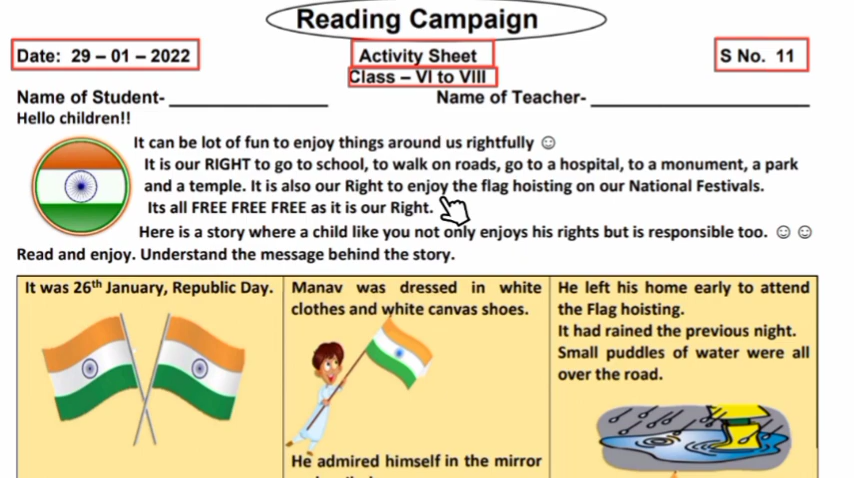 Reading Campaign
Date: 29 – 01 – 2022
Activity Sheet
S No. 11
Class – VI to VIII
Name of Student- ________________
Name of Teacher- ______________________
Hello children!!
It can be lot of fun to enjoy things around us rightfully ☺
It is our RIGHT to go to school, to walk on roads, go to a hospital, to a monument, a park
and a temple. It is also our Right to enjoy the flag hoisting on our National Festivals.
Its all FREE FREE FREE as it is our Right.
Here is a story where a child like you not only enjoys his rights but is responsible too. ☺ ☺
Read and enjoy. Understand the message behind the story.
It was 26th January, Republic Day.
Manav was dressed in white
clothes and white canvas shoes.
He admired himself in the mirror
He left his home early to attend
the Flag hoisting.
It had rained the previous night.
Small puddles of water were all
over the road.